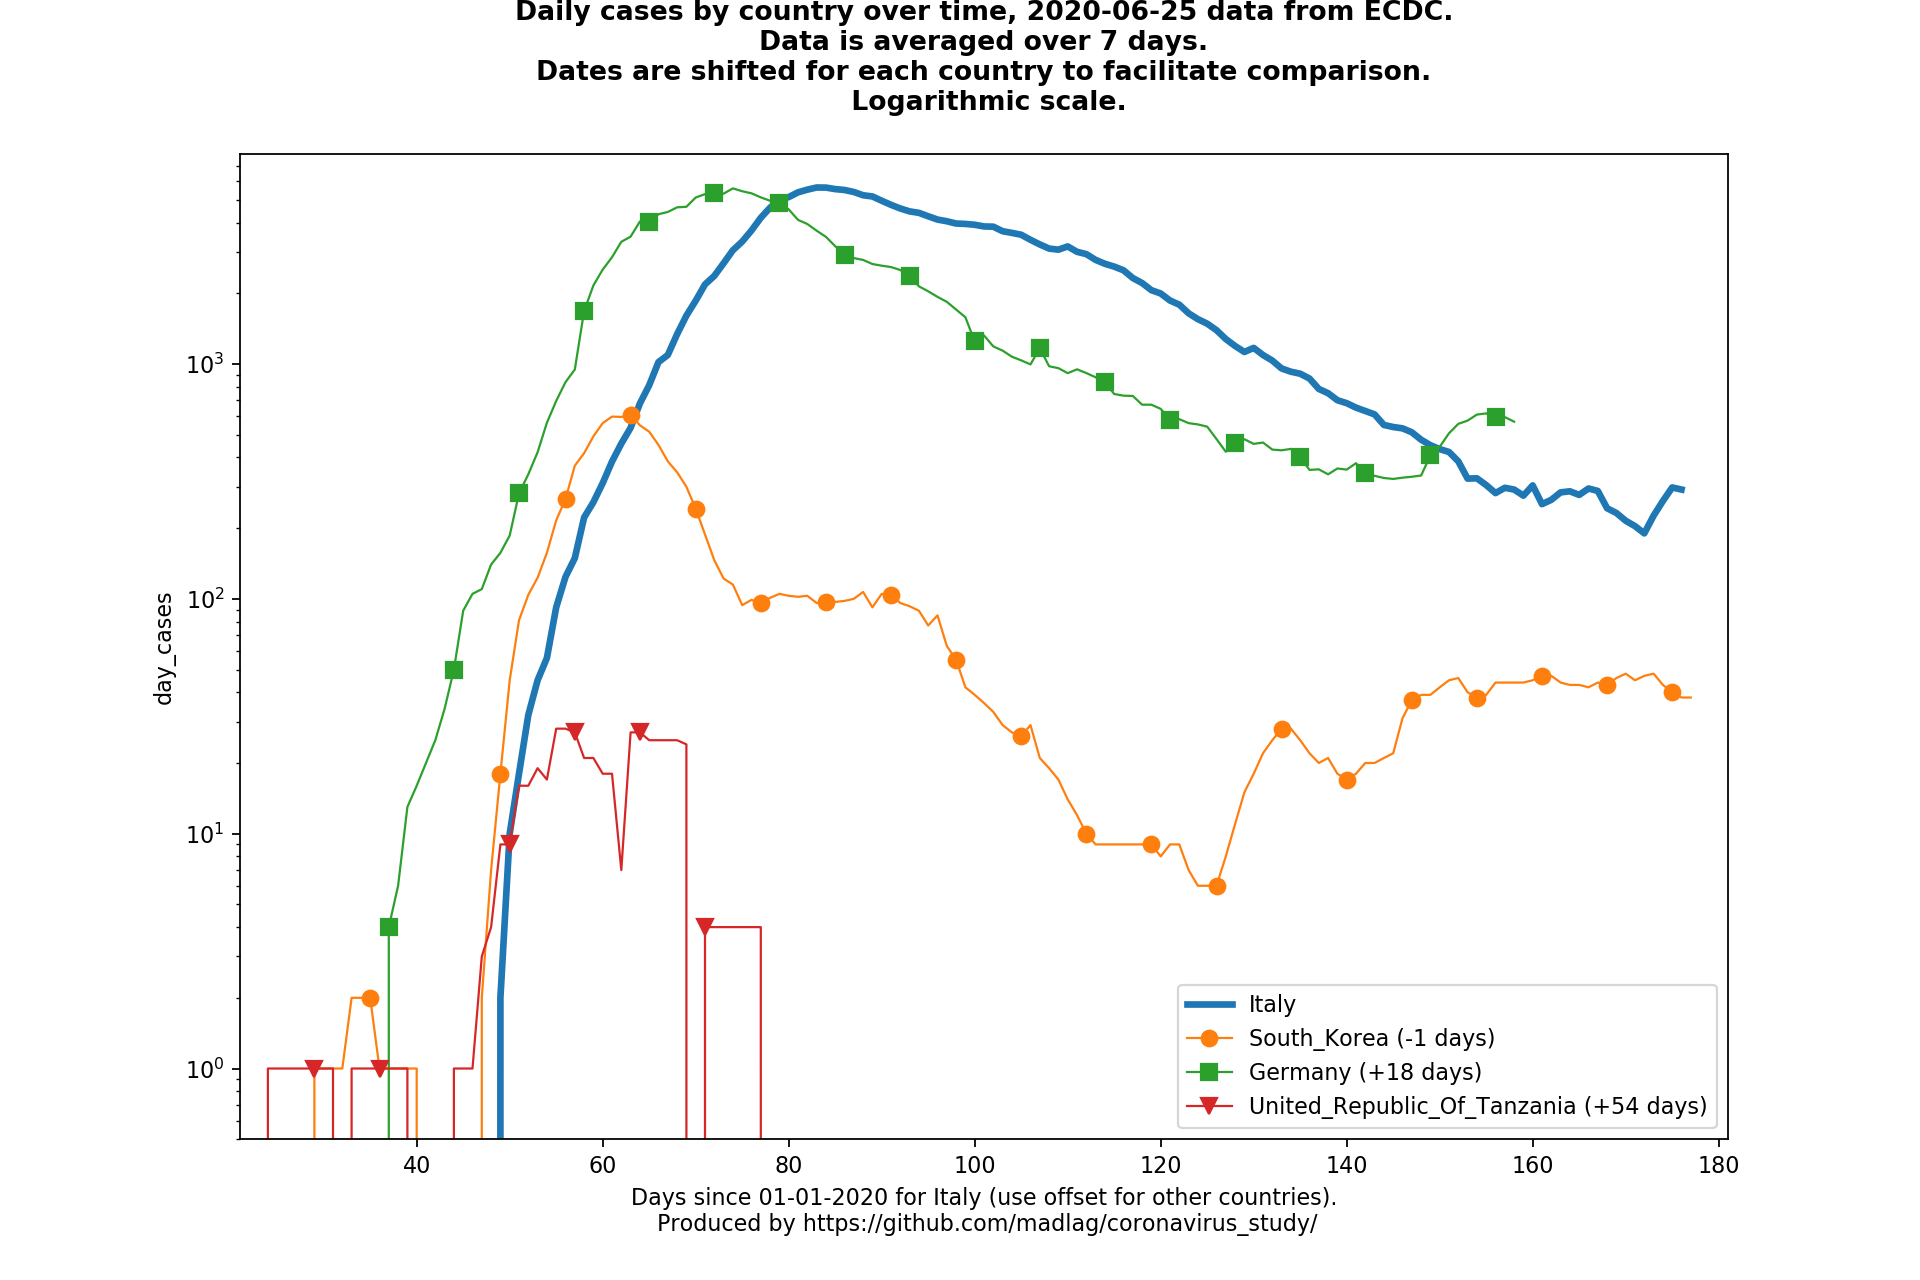 Daily cases by country over time, 2020-06-25 data from ECDC.
Data is averaged over 7 days.
Dates are shifted for each country to facilitate comparison.
Logarithmic scale.
10³
10²
10¹
10⁰
day_cases
40 60 80 100 120 140 160 180
Days since 01-01-2020 for Italy (use offset for other countries).
Produced by https://github.com/madlag/coronavirus_study/
Italy
South_Korea (-1 days)
Germany (+18 days)
United_Republic_Of_Tanzania (+54 days)